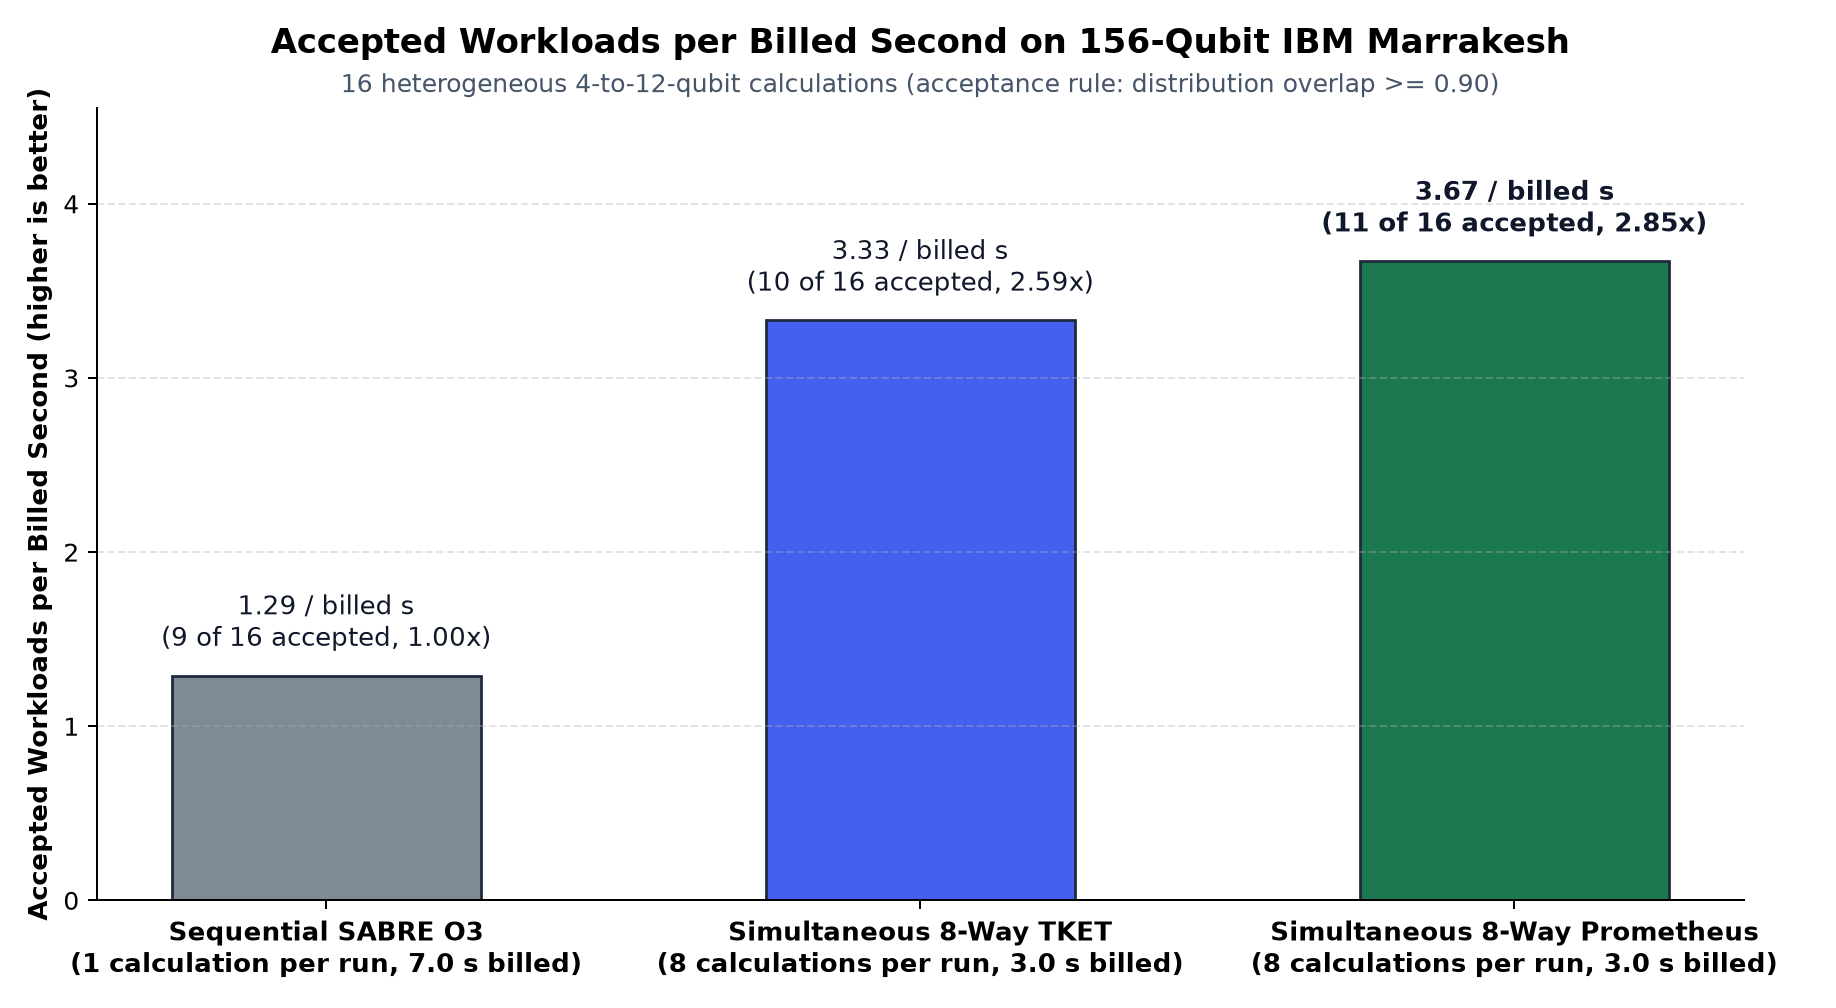 Accepted Workloads per Billed Second on 156-Qubit IBM Marrakesh
16 heterogeneous 4-to-12-qubit calculations (acceptance rule: distribution overlap >= 0.90)
Accepted Workloads per Billed Second (higher is better)
4
3
2
1
0
1.29 / billed s
(9 of 16 accepted, 1.00x)
3.33 / billed s
(10 of 16 accepted, 2.59x)
3.67 / billed s
(11 of 16 accepted, 2.85x)
Sequential SABRE O3
(1 calculation per run, 7.0 s billed)
Simultaneous 8-Way TKET
(8 calculations per run, 3.0 s billed)
Simultaneous 8-Way Prometheus
(8 calculations per run, 3.0 s billed)